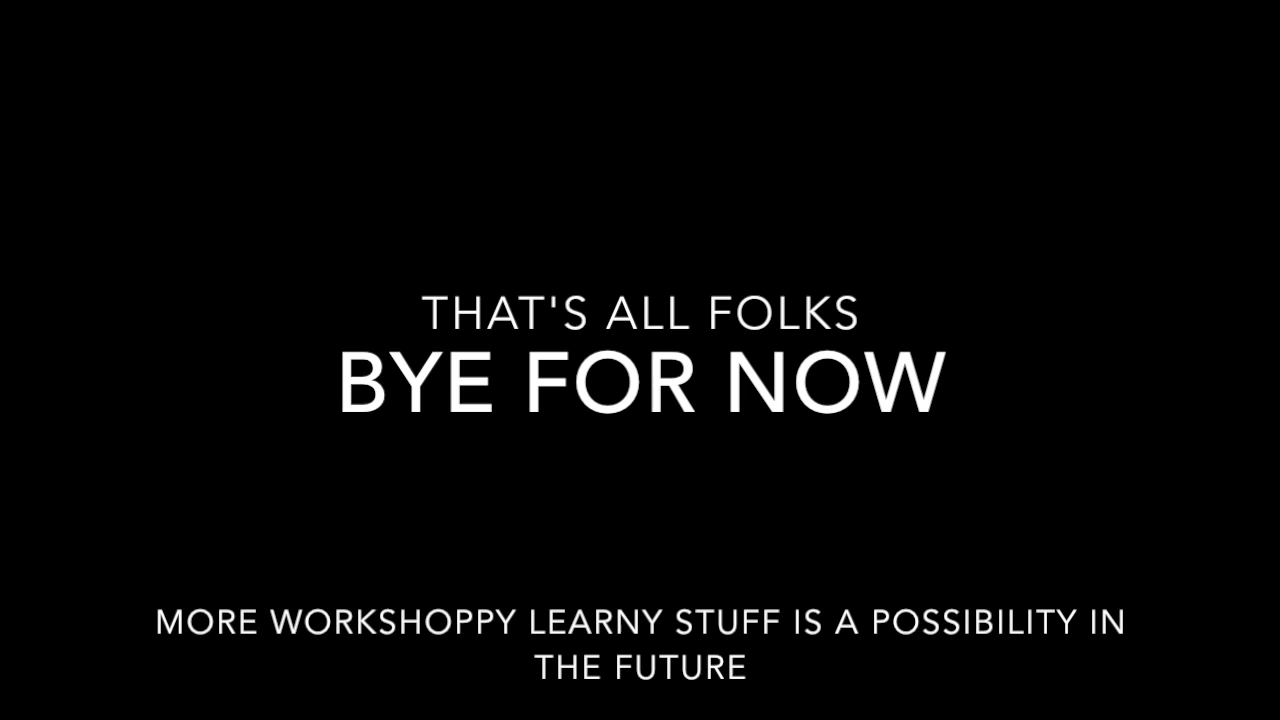 THAT'S ALL FOLKS
BYE FOR NOW
MORE WORKSHOPPY LEARNY STUFF IS A POSSIBILITY IN
THE FUTURE